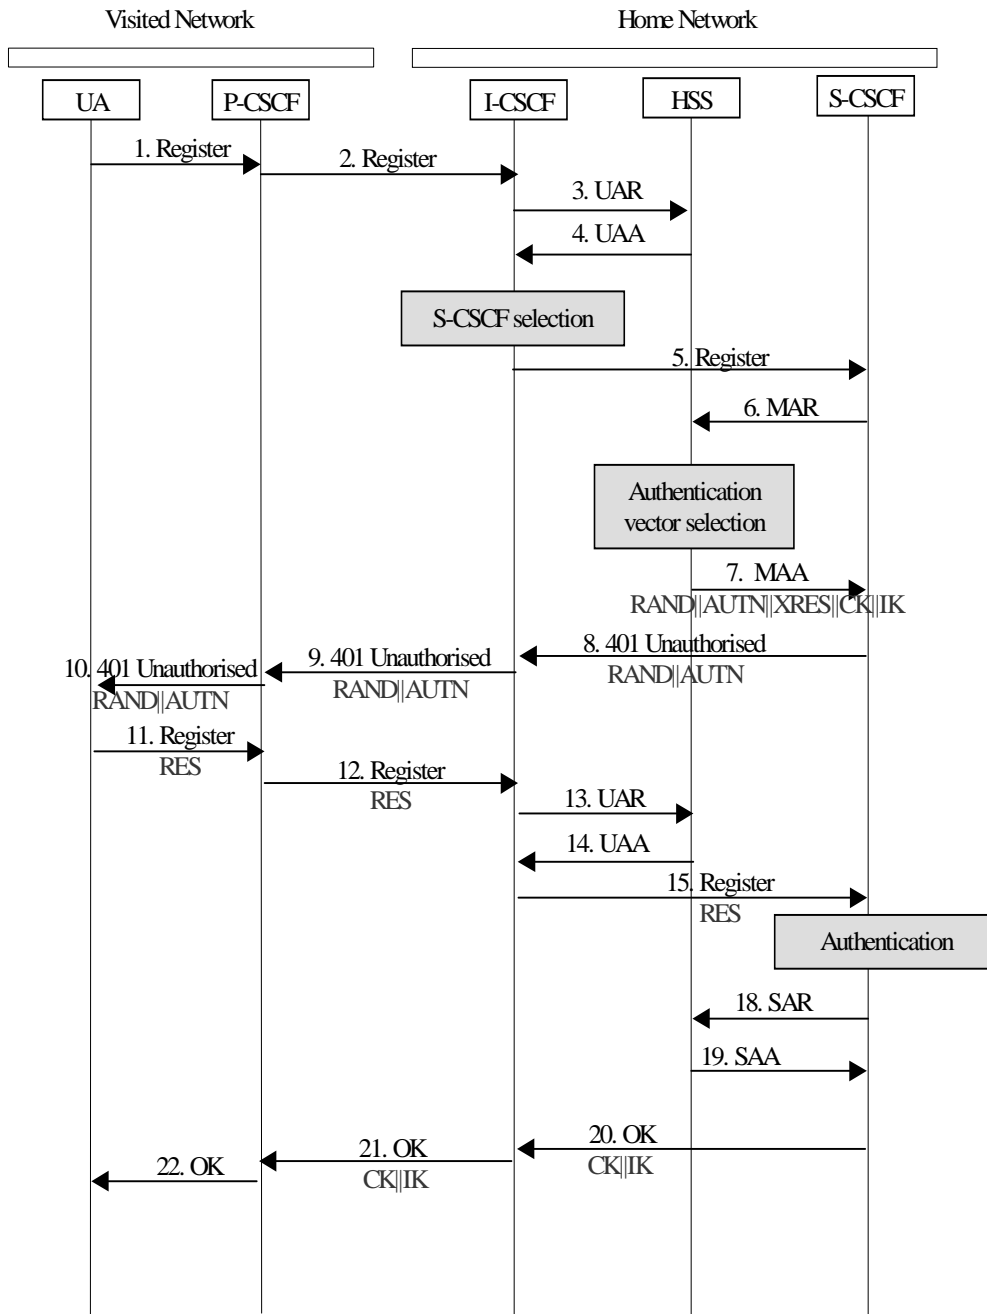 Visited Network
Home Network
UA
P-CSCF
I-CSCF
HSS
S-CSCF
1. Register
2. Register
3. UAR
4. UAA
S-CSCF selection
5. Register
6. MAR
Authentication
vector selection
7. MAA
RAND||AUTN||XRES||CK||IK
8. 401 Unauthorised
RAND||AUTN
9. 401 Unauthorised
RAND||AUTN
10. 401 Unauthorised
RAND||AUTN
11. Register
RES
12. Register
RES
13. UAR
14. UAA
15. Register
RES
Authentication
18. SAR
19. SAA
20. OK
CK||IK
21. OK
CK||IK
22. OK